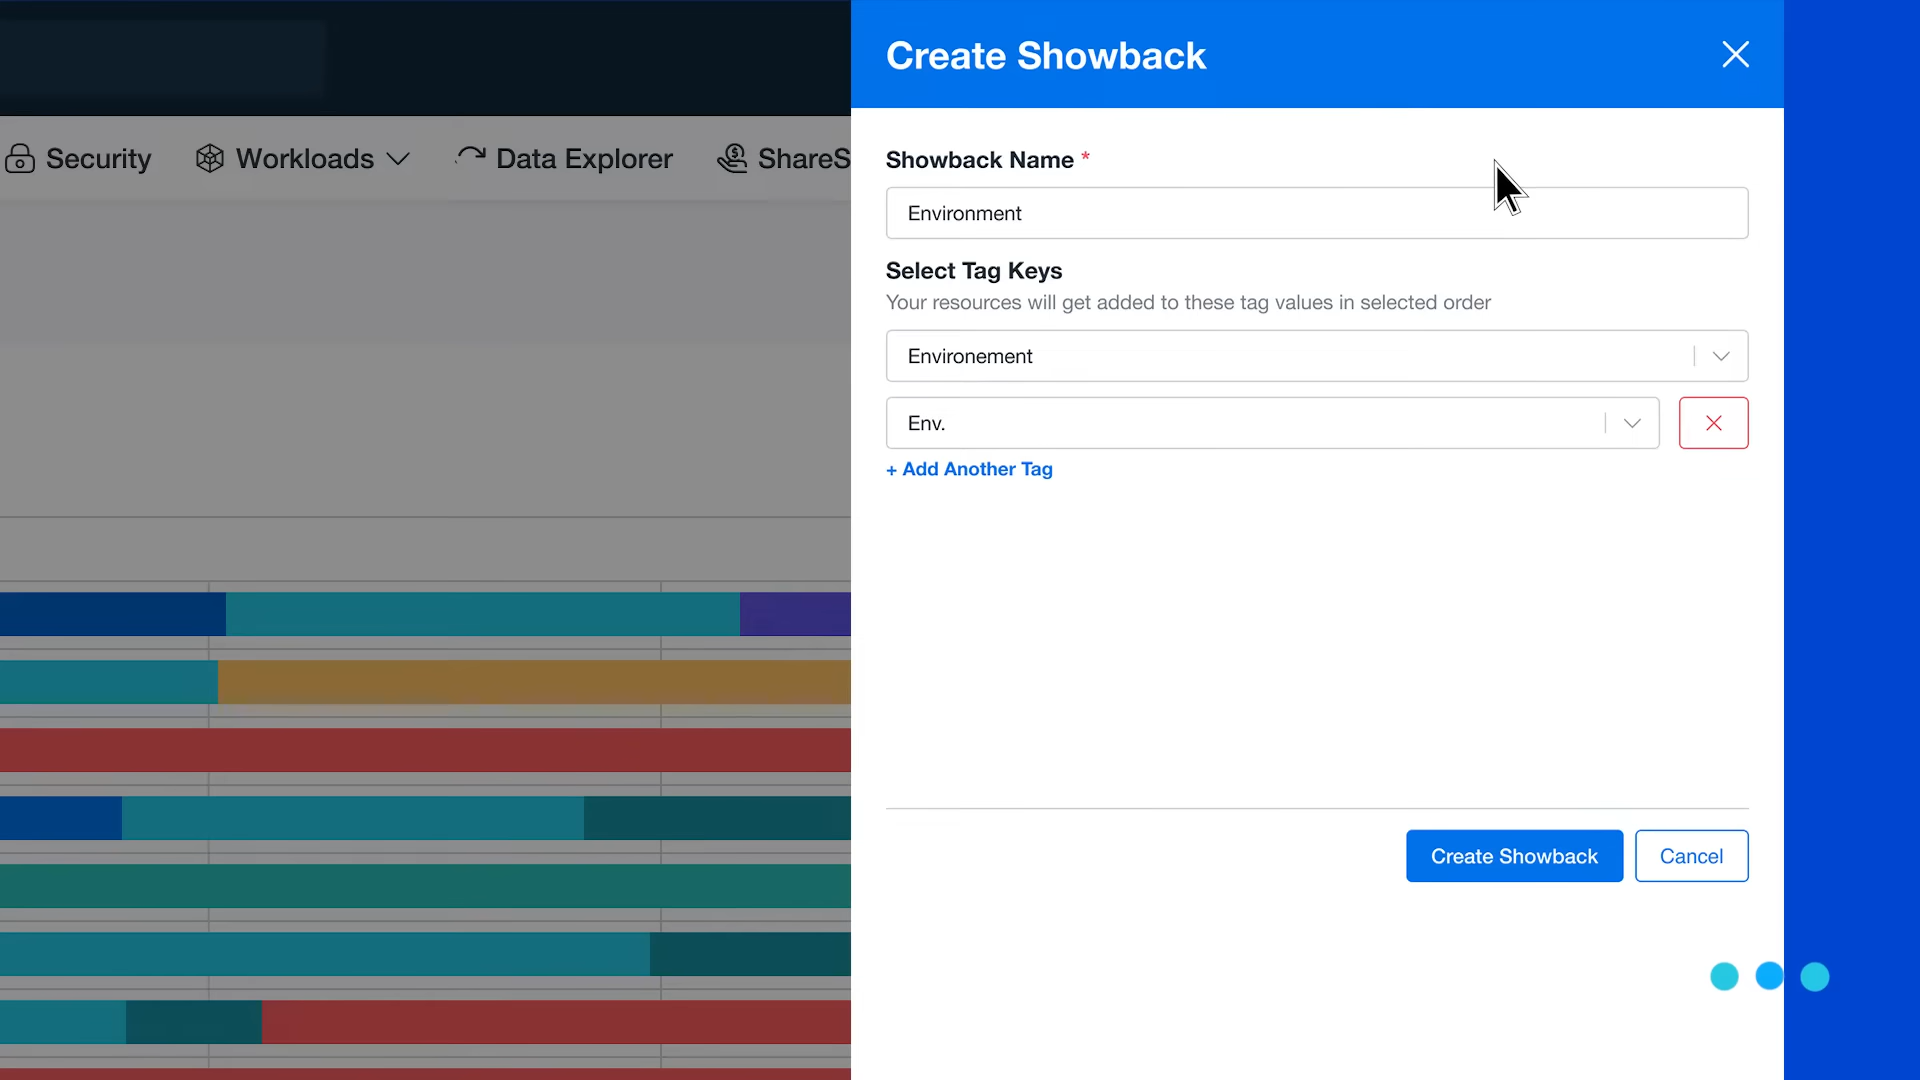 Create Showback
Security
Workloads
Data Explorer
ShareS
Showback Name *
Environment
Select Tag Keys
Your resources will get added to these tag values in selected order
Environement
Env.
+ Add Another Tag
Create Showback
Cancel